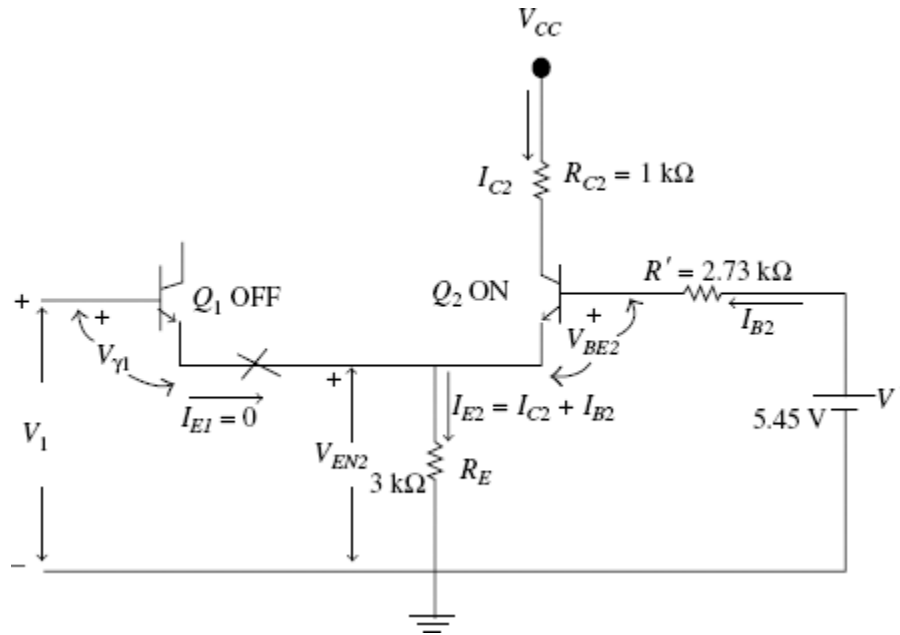 V_CC
I_C2
R_C2 = 1 kΩ
Q_1 OFF
Q_2 ON
R′ = 2.73 kΩ
I_B2
+
+
+
V_γ1
V_BE2
I_E1 = 0
+
I_E2 = I_C2 + I_B2
V
5.45 V
V_1
V_EN2
3 kΩ
R_E
−